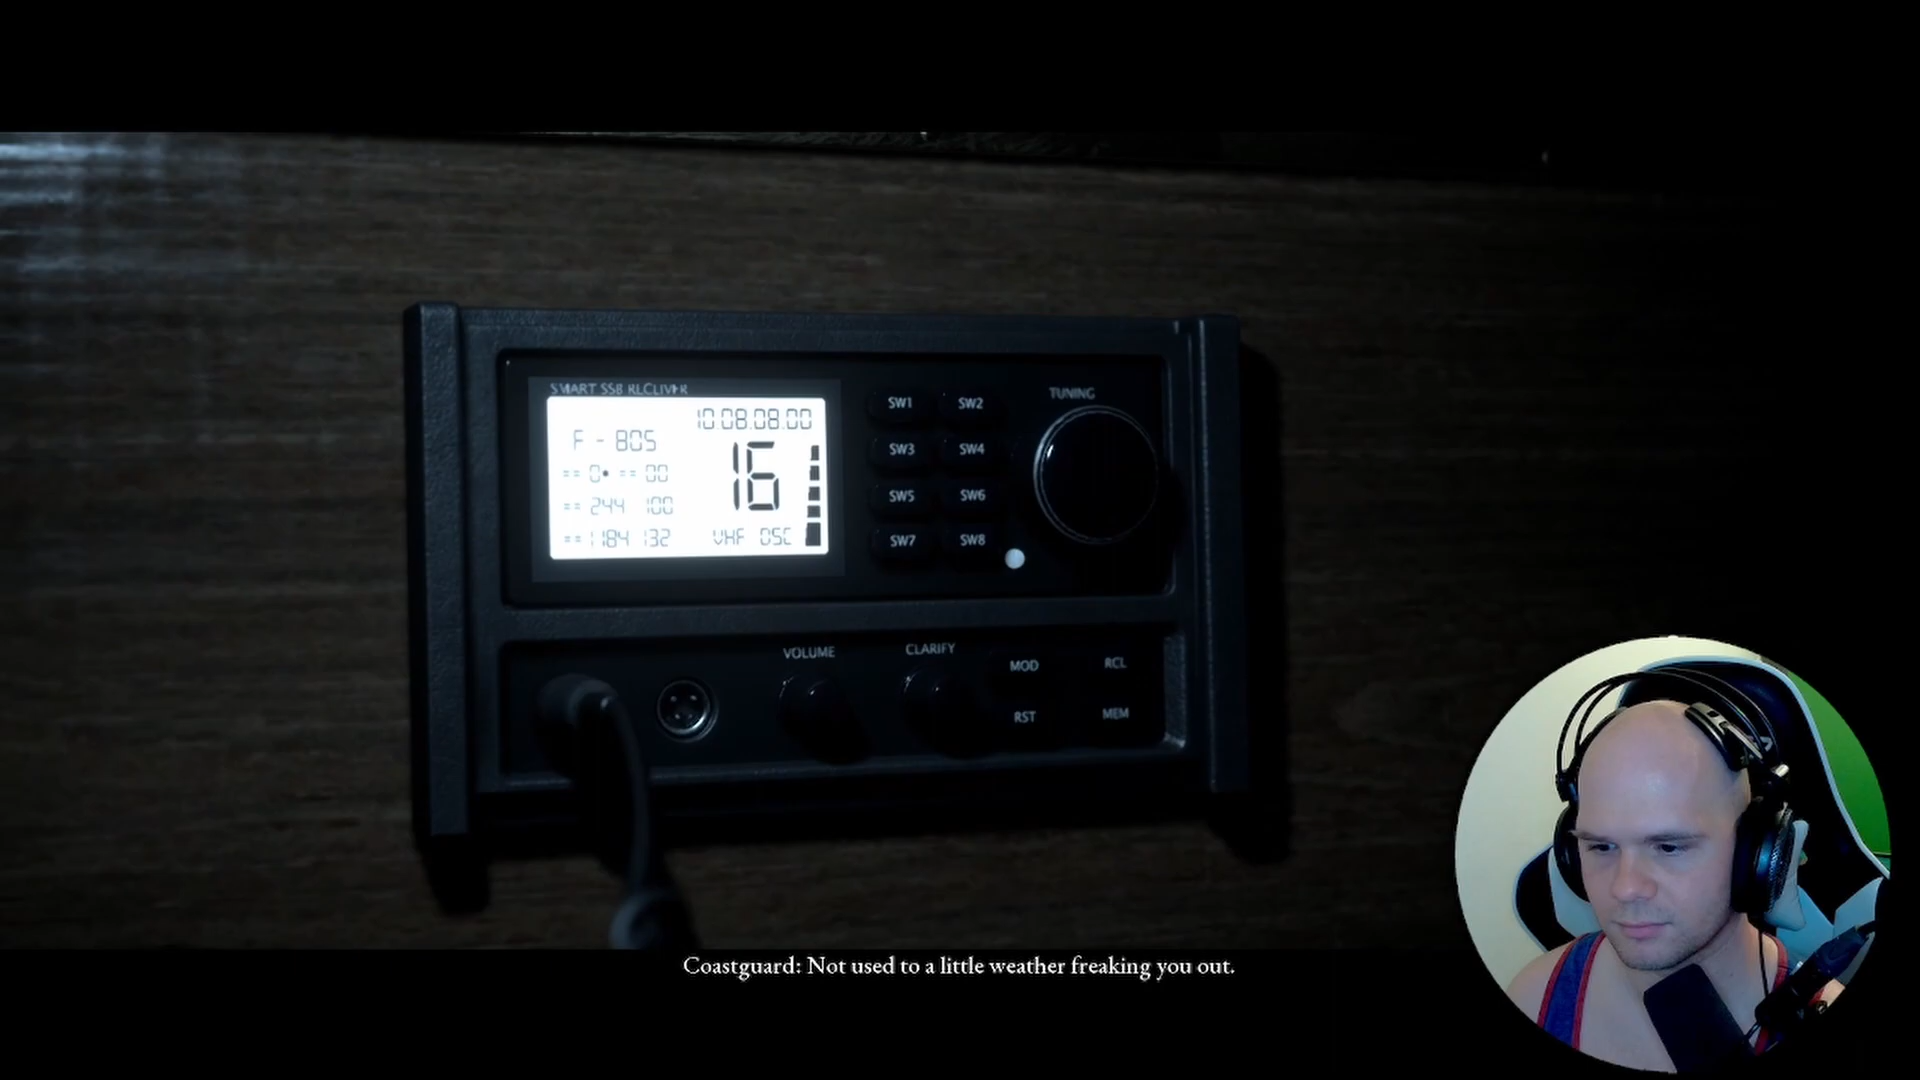 SMART SSB RECLIVER
10:08.08.00
F - 805
16
== 0• == 00
== 244 100
== 1184 132
VHF DSC
SW1 SW2
SW3 SW4
SW5 SW6
SW7 SW8
TUNING
VOLUME
CLARIFY
MOD
RCL
RST
MEM
Coastguard: Not used to a little weather freaking you out.